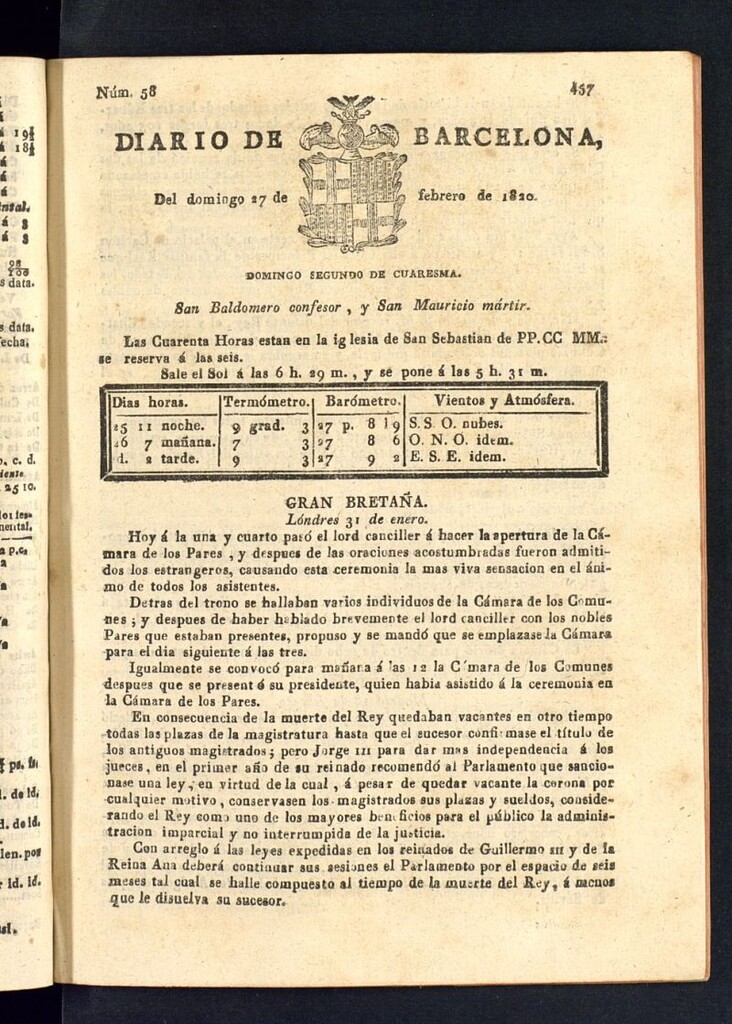 Núm. 58
457
DIARIO DE BARCELONA,
Del domingo 27 de febrero de 1820.
DOMINGO SEGUNDO DE CUARESMA.
San Baldomero confesor, y San Mauricio mártir.
Las Cuarenta Horas estan en la iglesia de San Sebastian de PP.CC MM.:
se reserva á las seis.
Sale el Sol á las 6 h. 29 m., y se pone á las 5 h. 31 m.
Dias horas. Termómetro. Barómetro. Vientos y Atmósfera.
25 11 noche. 9 grad. 3 27 p. 8 l 9 S. S. O. nubes.
26 7 mañana. 7 3 27 8 6 O. N. O. idem.
d. 2 tarde. 9 3 27 9 2 E. S. E. idem.
GRAN BRETAÑA.
Lóndres 31 de enero.
Hoy á la una y cuarto pasó el lord canciller á hacer la apertura de la Cá-
mara de los Pares, y despues de las oraciones acostumbradas fueron admiti-
dos los estrangeros, causando esta ceremonia la mas viva sensacion en el áni-
mo de todos los asistentes.
Detras del trono se hallaban varios individuos de la Cámara de los Comu-
nes; y despues de haber hablado brevemente el lord canciller con los nobles
Pares que estaban presentes, propuso y se mandó que se emplazase la Cámara
para el dia siguiente á las tres.
Igualmente se convocó para mañana á las 12 la C mara de los Comunes
despues que se present ó su presidente, quien habia asistido á la ceremonia en
la Cámara de los Pares.
En consecuencia de la muerte del Rey quedaban vacantes en otro tiempo
todas las plazas de la magistratura hasta que el sucesor confi mase el título de
los antiguos magistrados; pero Jorge III para dar mas independencia á los
jueces, en el primer año de su reinado recomendó al Parlamento que sancio-
nase una ley, en virtud de la cual, á pesar de quedar vacante la corona por
cualquier motivo, conservasen los magistrados sus plazas y sueldos, conside-
rando el Rey como uno de los mayores beneficios para el público la adminis-
tracion imparcial y no interrumpida de la justicia.
Con arreglo á las leyes expedidas en los reinados de Guillermo III y de la
Reina Ana deberá continuar sus sesiones el Parlamento por el espacio de seis
meses tal cual se halle compuesto al tiempo de la muerte del Rey, á menos
que le disuelva su sucesor.